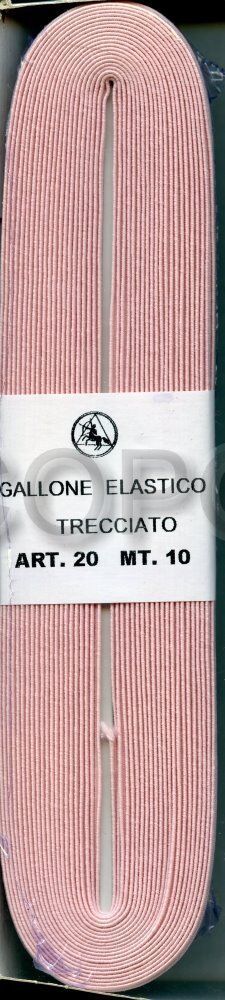 GALLONE ELASTICO
TRECCIATO
ART. 20 MT. 10